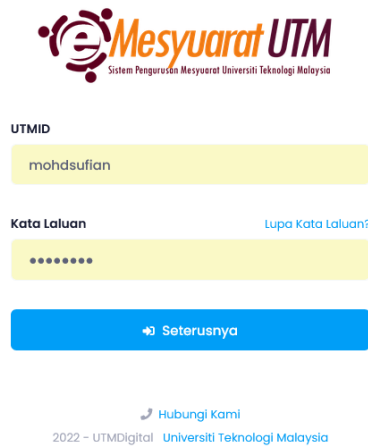 eMesyuarat UTM
Sistem Pengurusan Mesyuarat Universiti Teknologi Malaysia
UTMID
mohdsufian
Kata Laluan Lupa Kata Laluan?
••••••••
Seterusnya
Hubungi Kami
2022 - UTMDigital Universiti Teknologi Malaysia